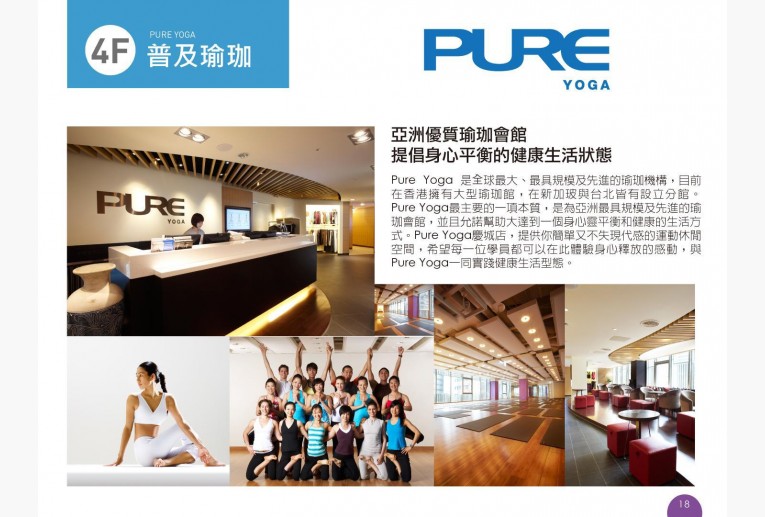 4F
PURE YOGA
普及瑜珈
PURE
YOGA
亞洲優質瑜珈會館
提倡身心平衡的健康生活狀態
Pure Yoga 是全球最大、最具規模及先進的瑜珈機構，目前
在香港擁有大型瑜珈館，在新加坡與台北皆有設立分館。
Pure Yoga最主要的一項本質，是為亞洲最具規模及先進的瑜
珈會館，並且允諾幫助大達到一個身心靈平衡和健康的生活方
式。Pure Yoga慶城店，提供你簡單又不失現代感的運動休閒
空間，希望每一位學員都可以在此體驗身心釋放的感動，與
Pure Yoga一同實踐健康生活型態。
PURE
YOGA
18